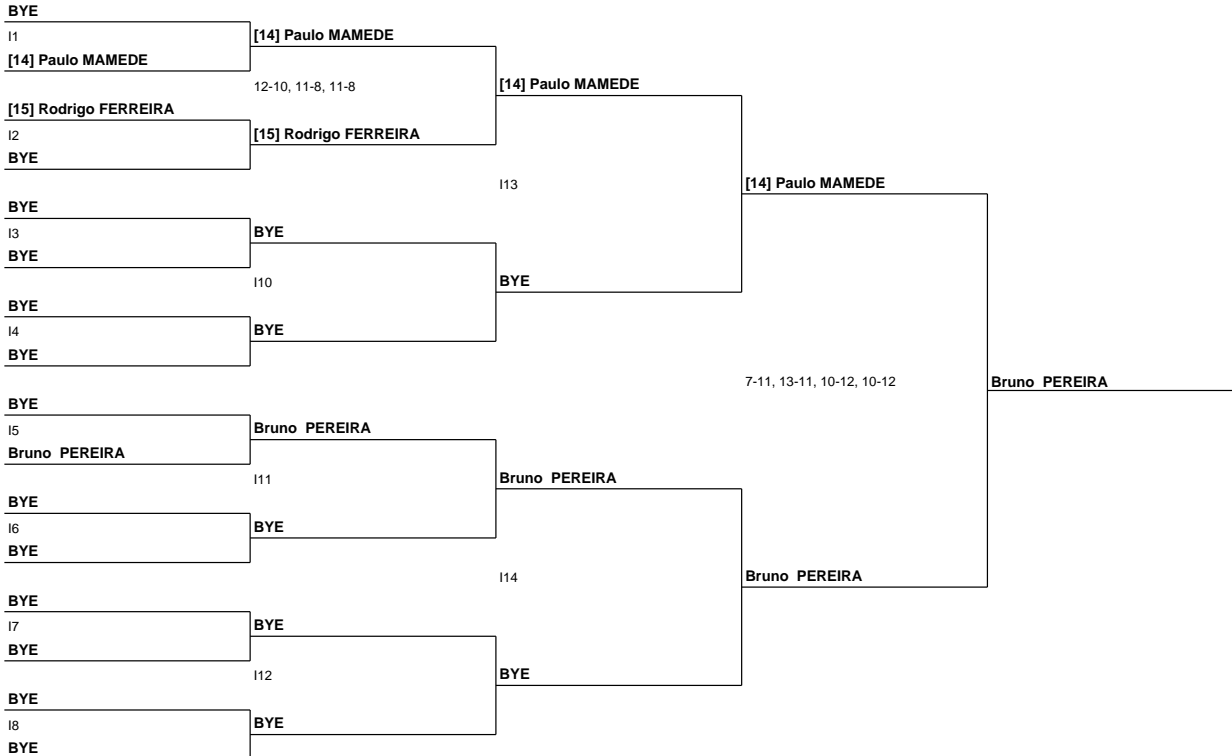 BYE
I1
[14] Paulo MAMEDE
[14] Paulo MAMEDE
12-10, 11-8, 11-8
[14] Paulo MAMEDE
[15] Rodrigo FERREIRA
I2
[15] Rodrigo FERREIRA
BYE
I13
[14] Paulo MAMEDE
BYE
I3
BYE
BYE
I10
BYE
BYE
I4
BYE
BYE
7-11, 13-11, 10-12, 10-12
Bruno PEREIRA
BYE
I5
Bruno PEREIRA
Bruno PEREIRA
I11
Bruno PEREIRA
BYE
I6
BYE
BYE
I14
Bruno PEREIRA
BYE
I7
BYE
BYE
I12
BYE
BYE
I8
BYE
BYE